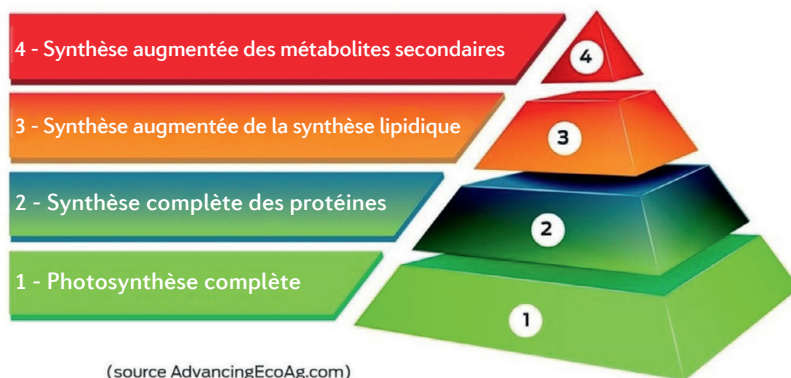 4 - Synthèse augmentée des métabolites secondaires
4
3 - Synthèse augmentée de la synthèse lipidique
3
2 - Synthèse complète des protéines
2
1 - Photosynthèse complète
1
(source AdvancingEcoAg.com)